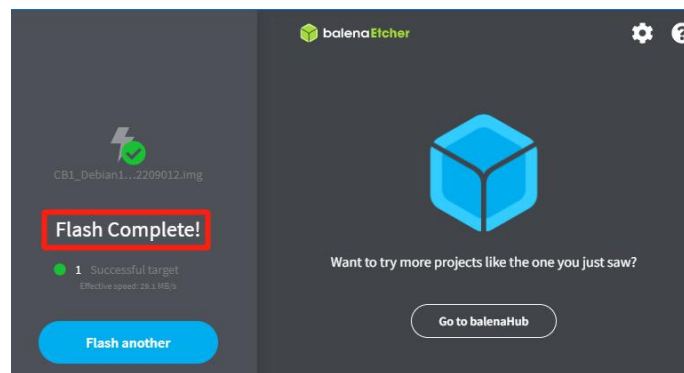 balenaEtcher
CB1_Debian1...2209012.img
Flash Complete!
1 Successful target
Effective speed: 29.1 MB/s
Flash another
Want to try more projects like the one you just saw?
Go to balenaHub